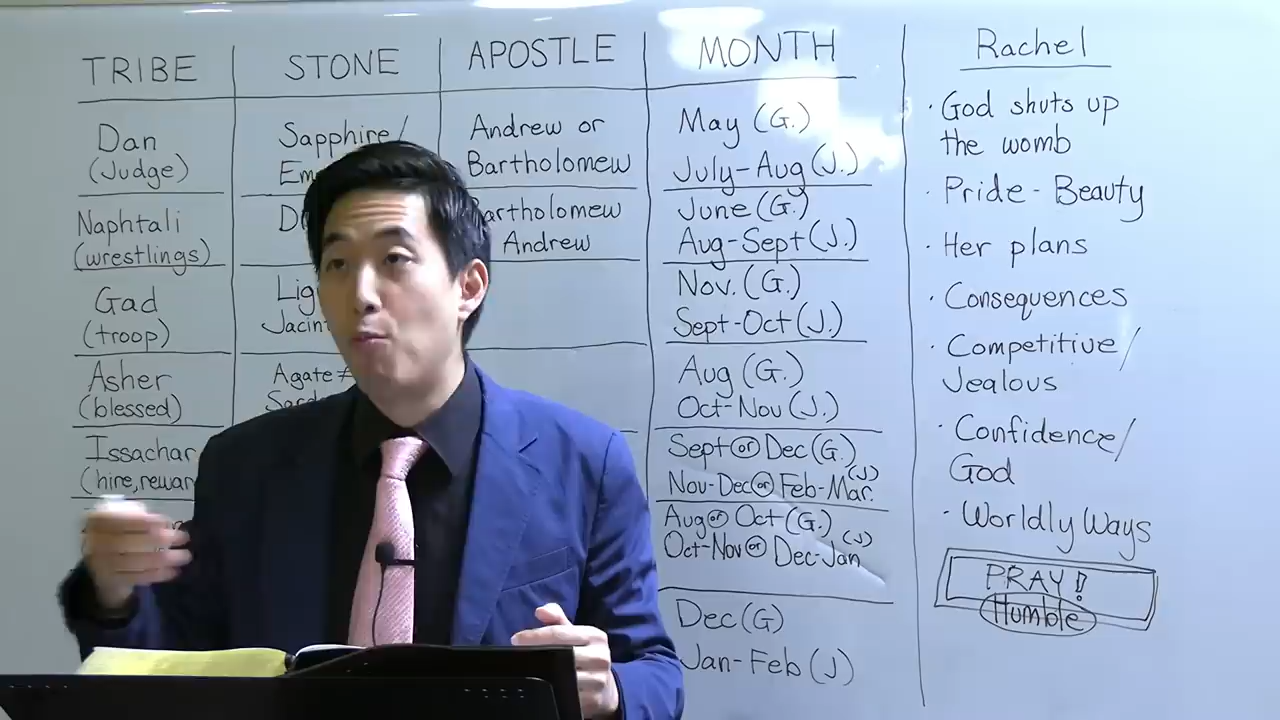 TRIBE
STONE
APOSTLE
MONTH
Dan
(Judge)
Sapphire/
Andrew or
Bartholomew
May (G.)
July-Aug (J.)
Naphtali
(wrestlings)
Bartholomew
Andrew
June (G.)
Aug-Sept (J.)
Gad
(troop)
Nov. (G.)
Sept-Oct (J.)
Asher
(blessed)
Agate
Aug (G.)
Oct-Nov (J.)
Issachar
(hire,
Sept or Dec (G.)
Nov-Dec or Feb-Mar. (J)
Aug or Oct (G.)
Oct-Nov or Dec-Jan (J)
Dec (G)
Jan-Feb (J)
Rachel
· God shuts up
the womb
· Pride - Beauty
· Her plans
· Consequences
· Competitive/
Jealous
· Confidence/
God
· Worldly Ways
PRAY!
Humble